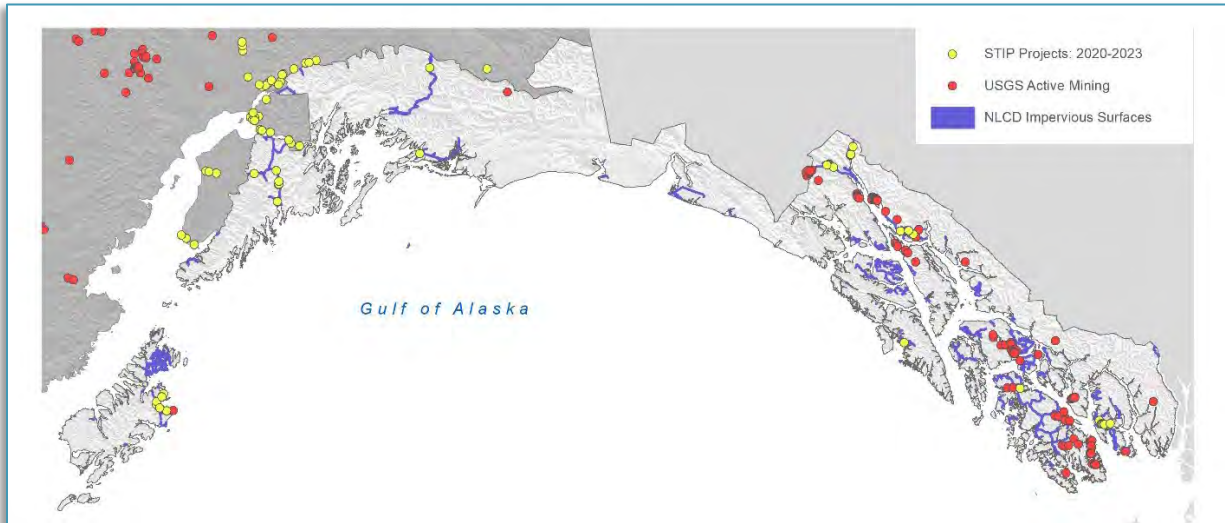 STIP Projects: 2020-2023
USGS Active Mining
NLCD Impervious Surfaces
Gulf of Alaska